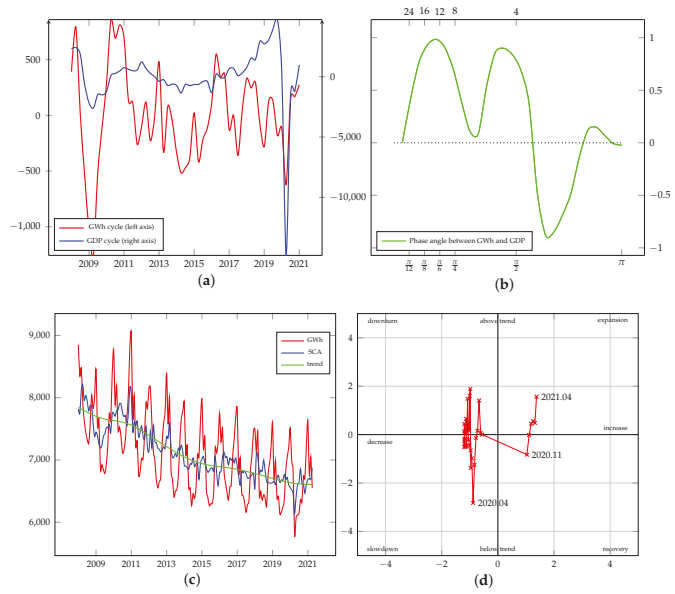 500
0
−500
−1,000
0
−5,000
−10,000
2009 2011 2013 2015 2017 2019 2021
GWh cycle (left axis)
GDP cycle (right axis)
(a)
24 16 12 8 4
1
0.5
0
−0.5
−1
π/12 π/8 π/6 π/4 π/2 π
Phase angle between GWh and GDP
(b)
9,000
8,000
7,000
6,000
2009 2011 2013 2015 2017 2019 2021
GWh
SCA
trend
(c)
downturn above trend expansion
4
2
0
−2
−4
2021.04
increase
decrease
2020.11
2020.04
slowdown below trend recovery
−4 −2 0 2 4
(d)